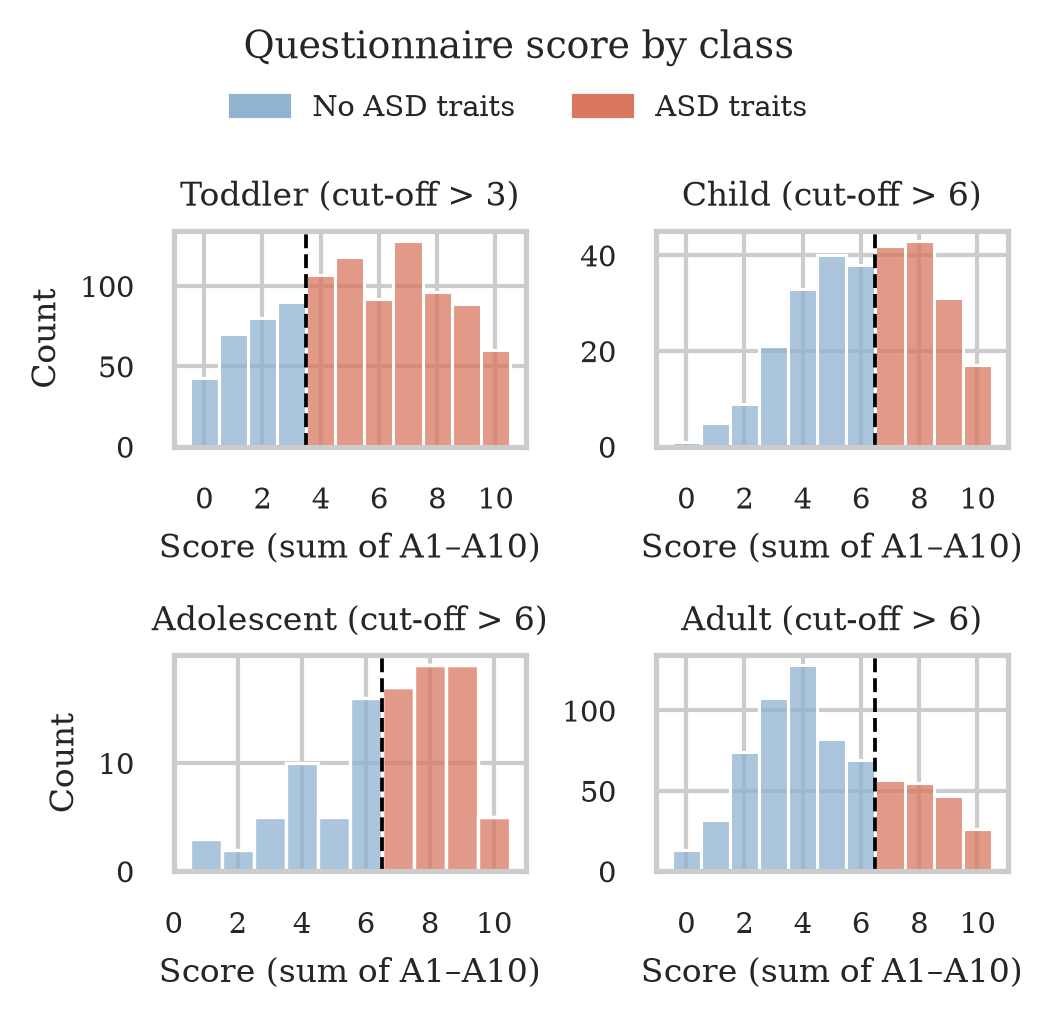 Questionnaire score by class
No ASD traits ASD traits
Toddler (cut-off > 3)
Count
100
50
0
0 2 4 6 8 10
Score (sum of A1–A10)
Child (cut-off > 6)
40
20
0
0 2 4 6 8 10
Score (sum of A1–A10)
Adolescent (cut-off > 6)
Count
10
0
0 2 4 6 8 10
Score (sum of A1–A10)
Adult (cut-off > 6)
100
50
0
0 2 4 6 8 10
Score (sum of A1–A10)